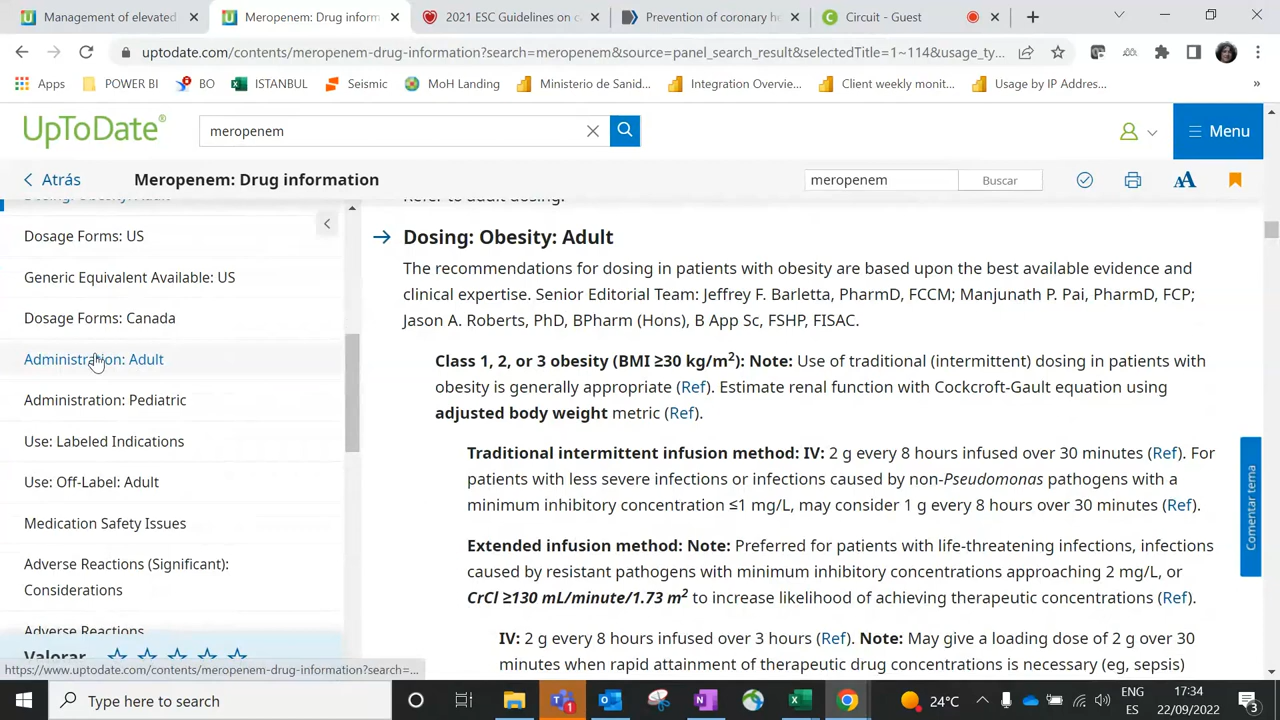 Management of elevated
Meropenem: Drug inform
2021 ESC Guidelines on c
Prevention of coronary he
Circuit - Guest
uptodate.com/contents/meropenem-drug-information?search=meropenem&source=panel_search_result&selectedTitle=1~114&usage_ty...
Apps
POWER BI
BO
ISTANBUL
Seismic
MoH Landing
Ministerio de Sanid...
Integration Overvie...
Client weekly monit...
Usage by IP Addres...
»
UpToDate®
meropenem
Menu
Atrás
Meropenem: Drug information
meropenem
Buscar
AA
Dosing: Obesity: Adult
Dosage Forms: US
Generic Equivalent Available: US
Dosage Forms: Canada
Administration: Adult
Administration: Pediatric
Use: Labeled Indications
Use: Off-Label: Adult
Medication Safety Issues
Adverse Reactions (Significant):
Considerations
Adverse Reactions
Valorar
Refer to adult dosing.
Dosing: Obesity: Adult
The recommendations for dosing in patients with obesity are based upon the best available evidence and
clinical expertise. Senior Editorial Team: Jeffrey F. Barletta, PharmD, FCCM; Manjunath P. Pai, PharmD, FCP;
Jason A. Roberts, PhD, BPharm (Hons), B App Sc, FSHP, FISAC.
Class 1, 2, or 3 obesity (BMI ≥30 kg/m²): Note: Use of traditional (intermittent) dosing in patients with
obesity is generally appropriate (Ref). Estimate renal function with Cockcroft-Gault equation using
adjusted body weight metric (Ref).
Traditional intermittent infusion method: IV: 2 g every 8 hours infused over 30 minutes (Ref). For
patients with less severe infections or infections caused by non-Pseudomonas pathogens with a
minimum inhibitory concentration ≤1 mg/L, may consider 1 g every 8 hours over 30 minutes (Ref).
Extended infusion method: Note: Preferred for patients with life-threatening infections, infections
caused by resistant pathogens with minimum inhibitory concentrations approaching 2 mg/L, or
CrCl ≥130 mL/minute/1.73 m² to increase likelihood of achieving therapeutic concentrations (Ref).
IV: 2 g every 8 hours infused over 3 hours (Ref). Note: May give a loading dose of 2 g over 30
minutes when rapid attainment of therapeutic drug concentrations is necessary (eg, sepsis)
Comentar tema
https://www.uptodate.com/contents/meropenem-drug-information?search=...
Type here to search
1
24°C
ENG
ES
17:34
22/09/2022
3